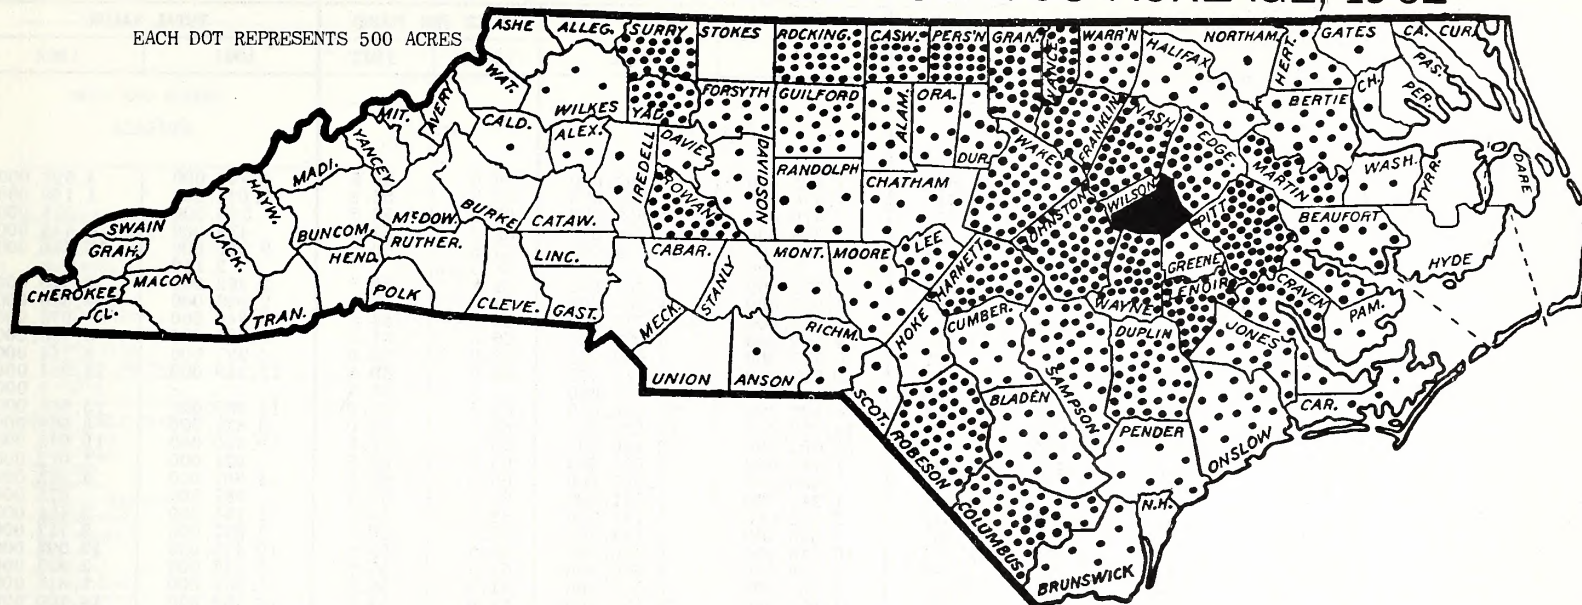 ACREAGE,
EACH DOT REPRESENTS 500 ACRES
ASHE
ALLEG.
SURRY
STOKES
ROCKING.
CASW.
PERS'N
GRAN.
VANCE
WARR'N
HALIFAX
NORTHAM.
HERT.
GATES
CA.
CUR.
PAS.
PER.
CH.
WAT.
WILKES
YAD.
FORSYTH
GUILFORD
ALAM.
ORA.
DUR.
FRANKLIN
NASH
EDGE.
BERTIE
MIT.
AVERY
CALD.
ALEX.
IREDELL
DAVIE
DAVIDSON
RANDOLPH
CHATHAM
WAKE
WILSON
MARTIN
WASH.
TYRR.
DARE
MADI.
YANCEY
HAYW.
BUNCOM.
McDOW.
BURKE
CATAW.
ROWAN
JOHNSTON
PITT
BEAUFORT
HYDE
SWAIN
GRAH.
JACK.
HEND.
RUTHER.
LINC.
CABAR.
STANLY
MONT.
MOORE
LEE
HARNETT
GREENE
WAYNE
LENOIR
CRAVEN
PAM.
CHEROKEE
MACON
CL.
TRAN.
POLK
CLEVE.
GAST.
MECK.
UNION
ANSON
RICHM.
HOKE
CUMBER.
SAMPSON
DUPLIN
JONES
CAR.
SCOT.
ROBESON
BLADEN
PENDER
ONSLOW
COLUMBUS
N.H.
BRUNSWICK